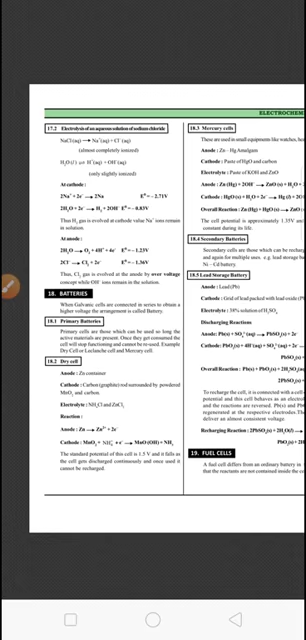 ELECTROCHEM
17.2 Electrolysis of an aqueous solution of sodium chloride
NaCl (aq) ⟶ Na⁺(aq) + Cl⁻(aq)
(almost completely ionized)
H₂O (l) ⇌ H⁺(aq) + OH⁻(aq)
(only slightly ionized)
At cathode :
2Na⁺ + 2e⁻ ⟶ 2Na E⁰ = – 2.71V
2H₂O + 2e⁻ ⟶ H₂ + 2OH⁻ E⁰ = – 0.83V
Thus H₂ gas is evolved at cathode value Na⁺ ions remain
in solution.
At anode :
2H₂O ⟶ O₂ + 4H⁺ + 4e⁻ E⁰ = – 1.23V
2Cl⁻ ⟶ Cl₂ + 2e⁻ E⁰ = – 1.36V
Thus, Cl₂ gas is evolved at the anode by over voltage
concept while OH⁻ ions remain in the solution.
18. BATTERIES
When Galvanic cells are connected in series to obtain a
higher voltage the arrangement is called Battery.
18.1 Primary Batteries
Primary cells are those which can be used so long the
active materials are present. Once they get consumed the
cell will stop functioning and cannot be re-used. Example
Dry Cell or Leclanche cell and Mercury cell.
18.2 Dry cell
Anode : Zn container
Cathode : Carbon (graphite) rod surrounded by powdered
MnO₂ and carbon.
Electrolyte : NH₄Cl and ZnCl₂
Reaction :
Anode : Zn ⟶ Zn²⁺ + 2e⁻
Cathode : MnO₂ + NH₄⁺ + e⁻ ⟶ MnO (OH) + NH₃
The standard potential of this cell is 1.5 V and it falls as
the cell gets discharged continuously and once used it
cannot be recharged.
18.3 Mercury cells
These are used in small equipments like watches, hea
Anode : Zn – Hg Amalgam
Cathode : Paste of HgO and carbon
Electrolyte : Paste of KOH and ZnO
Anode : Zn (Hg) + 2OH⁻ ⟶ ZnO (s) + H₂O +
Cathode : HgO (s) + H₂O + 2e⁻ ⟶ Hg (l) + 2O
Overall Reaction : Zn (Hg) + HgO (s) ⟶ ZnO (s
The cell potential is approximately 1.35V an
constant during its life.
18.4 Secondary Batteries
Secondary cells are those which can be rechar
and again for multiple uses. e.g. lead storage b
Ni – Cd battery.
18.5 Lead Storage Battery
Anode : Lead (Pb)
Cathode : Grid of lead packed with lead oxide (P
Electrolyte : 38% solution of H₂SO₄
Discharging Reactions
Anode: Pb(s) + SO₄²⁻(aq) ⟶ PbSO₄(s) + 2e⁻
Cathode: PbO₂(s) + 4H⁺(aq) + SO₄²⁻(aq) + 2e⁻
PbSO₄(s) +
Overall Reaction : Pb(s) + PbO₂(s) + 2H₂SO₄(aq
2PbSO₄(s) +
To recharge the cell, it is connected with a cell
potential and this cell behaves as an electrol
and the reactions are reversed. Pb(s) and Pb
regenerated at the respective electrodes. The
deliver an almost consistent voltage.
Recharging Reaction : 2PbSO₄(s) + 2H₂O(l) ⟶
PbO₂(s) + 2H
19. FUEL CELLS
A fuel cell differs from an ordinary battery in
that the reactants are not contained inside the ce